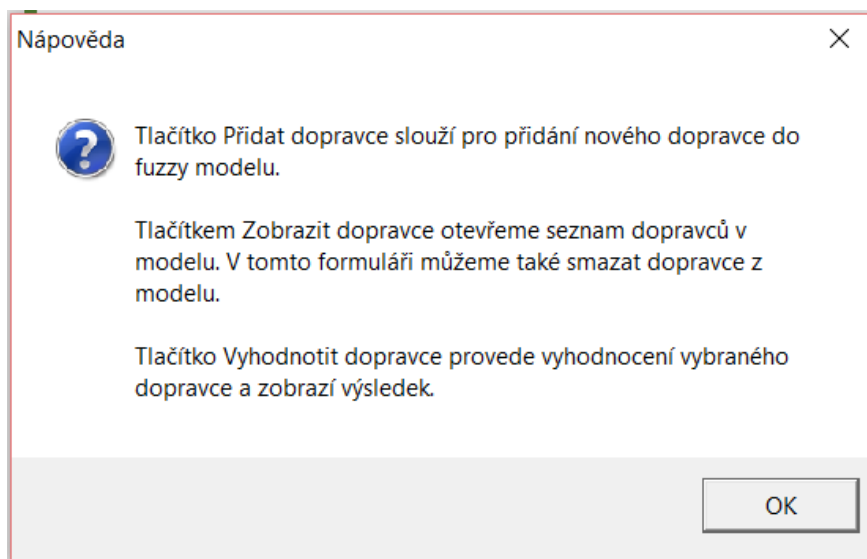 Nápověda
Tlačítko Přidat dopravce slouží pro přidání nového dopravce do
fuzzy modelu.
Tlačítkem Zobrazit dopravce otevřeme seznam dopravců v
modelu. V tomto formuláři můžeme také smazat dopravce z
modelu.
Tlačítko Vyhodnotit dopravce provede vyhodnocení vybraného
dopravce a zobrazí výsledek.
OK